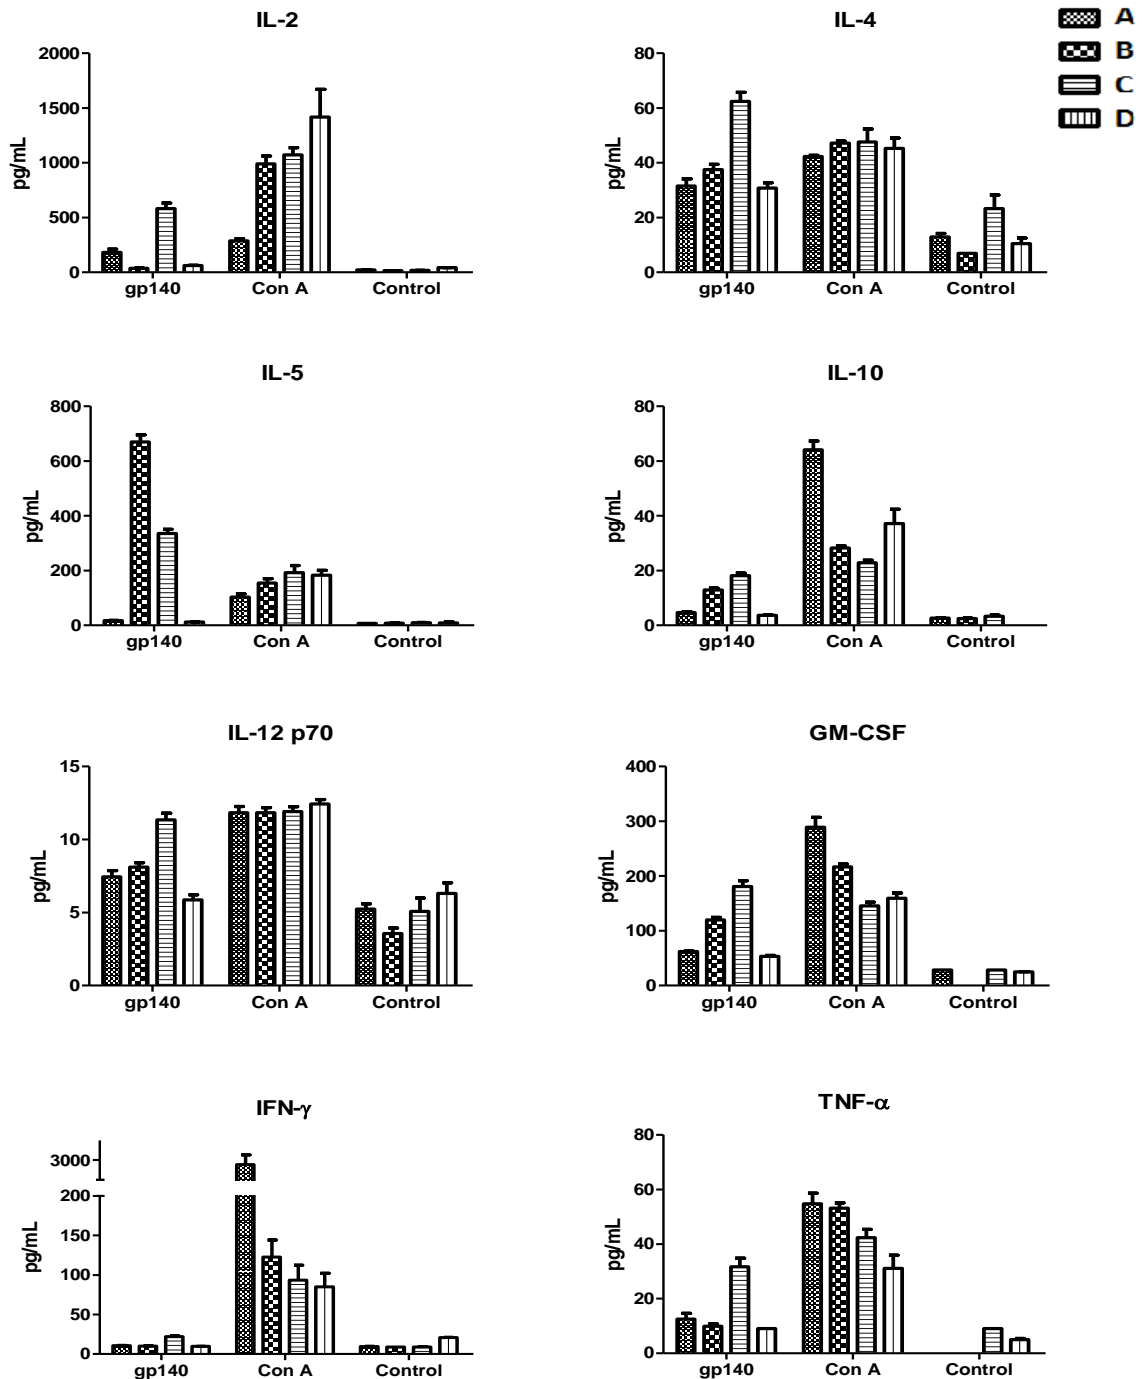 IL-2
pg/mL
2000
1500
1000
500
0
gp140 Con A Control
IL-4
pg/mL
80
60
40
20
0
gp140 Con A Control
A
B
C
D
IL-5
pg/mL
800
600
400
200
0
gp140 Con A Control
IL-10
pg/mL
80
60
40
20
0
gp140 Con A Control
IL-12 p70
pg/mL
15
10
5
0
gp140 Con A Control
GM-CSF
pg/mL
400
300
200
100
0
gp140 Con A Control
IFN-γ
pg/mL
3000
200
150
100
50
0
gp140 Con A Control
TNF-α
pg/mL
80
60
40
20
0
gp140 Con A Control